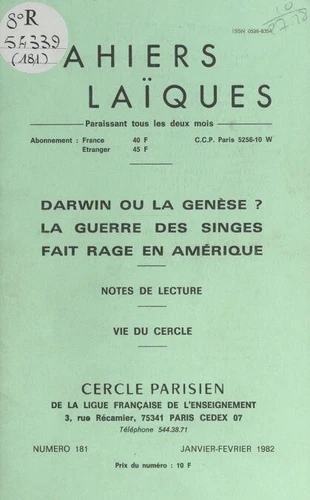 8°R
54339
(181)
ISSN 0526-8354
AHIERS
LAÏQUES
Paraissant tous les deux mois
Abonnement : France 40 F C.C.P. Paris 5256-10 W
Etranger 45 F
DARWIN OU LA GENÈSE ?
LA GUERRE DES SINGES
FAIT RAGE EN AMÉRIQUE
NOTES DE LECTURE
VIE DU CERCLE
CERCLE PARISIEN
DE LA LIGUE FRANÇAISE DE L'ENSEIGNEMENT
3, rue Récamier, 75341 PARIS CEDEX 07
Téléphone 544.38.71
NUMERO 181 JANVIER-FEVRIER 1982
Prix du numéro : 10 F